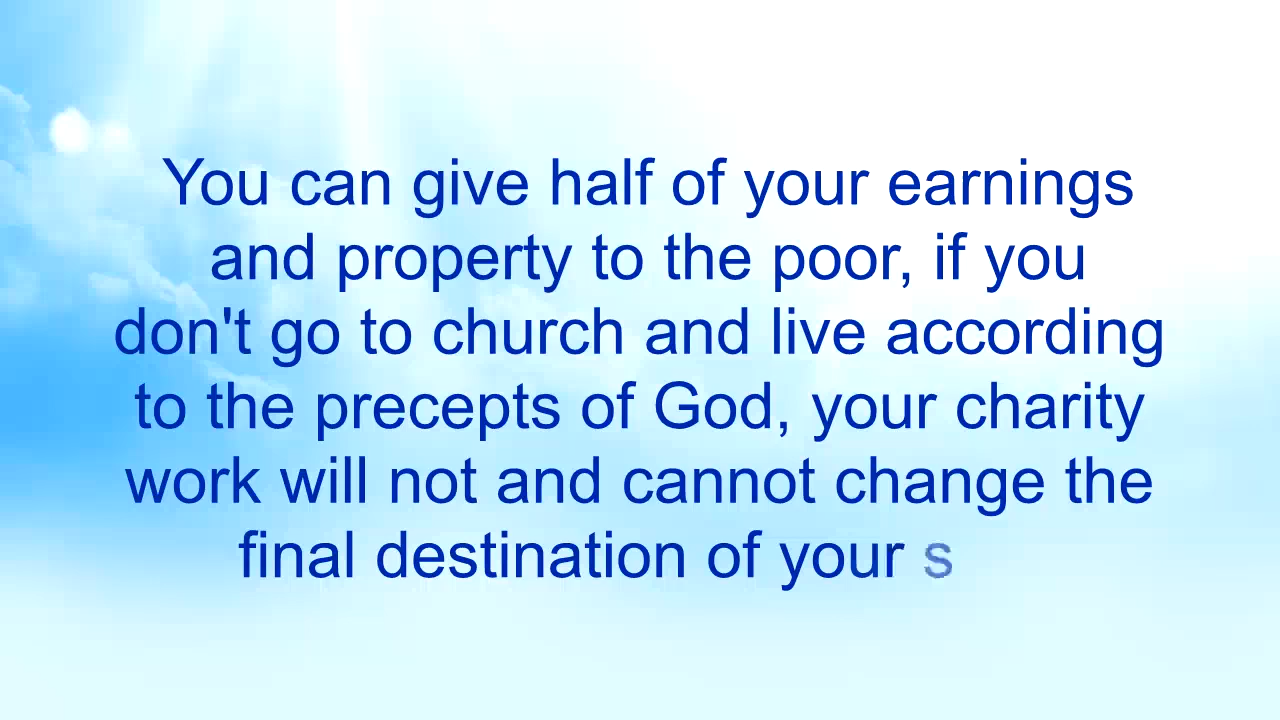 You can give half of your earnings
and property to the poor, if you
don't go to church and live according
to the precepts of God, your charity
work will not and cannot change the
final destination of your s